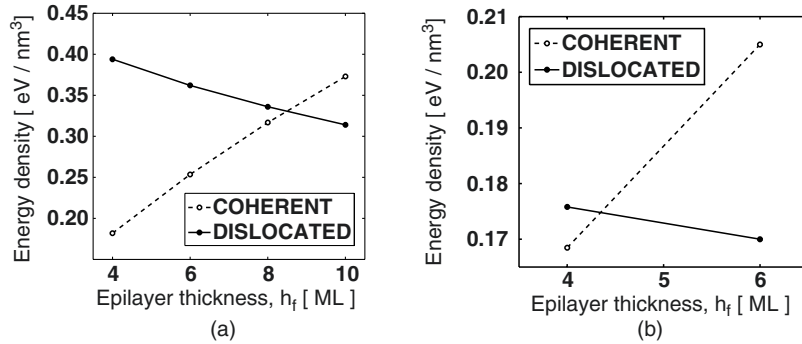 0.45
0.40
0.35
0.30
0.25
0.20
Energy density [ eV / nm³]
COHERENT
DISLOCATED
4 6 8 10
Epilayer thickness, h_f [ ML ]
(a)
0.21
0.20
0.19
0.18
0.17
Energy density [ eV / nm³]
COHERENT
DISLOCATED
4 5 6
Epilayer thickness, h_f [ ML ]
(b)